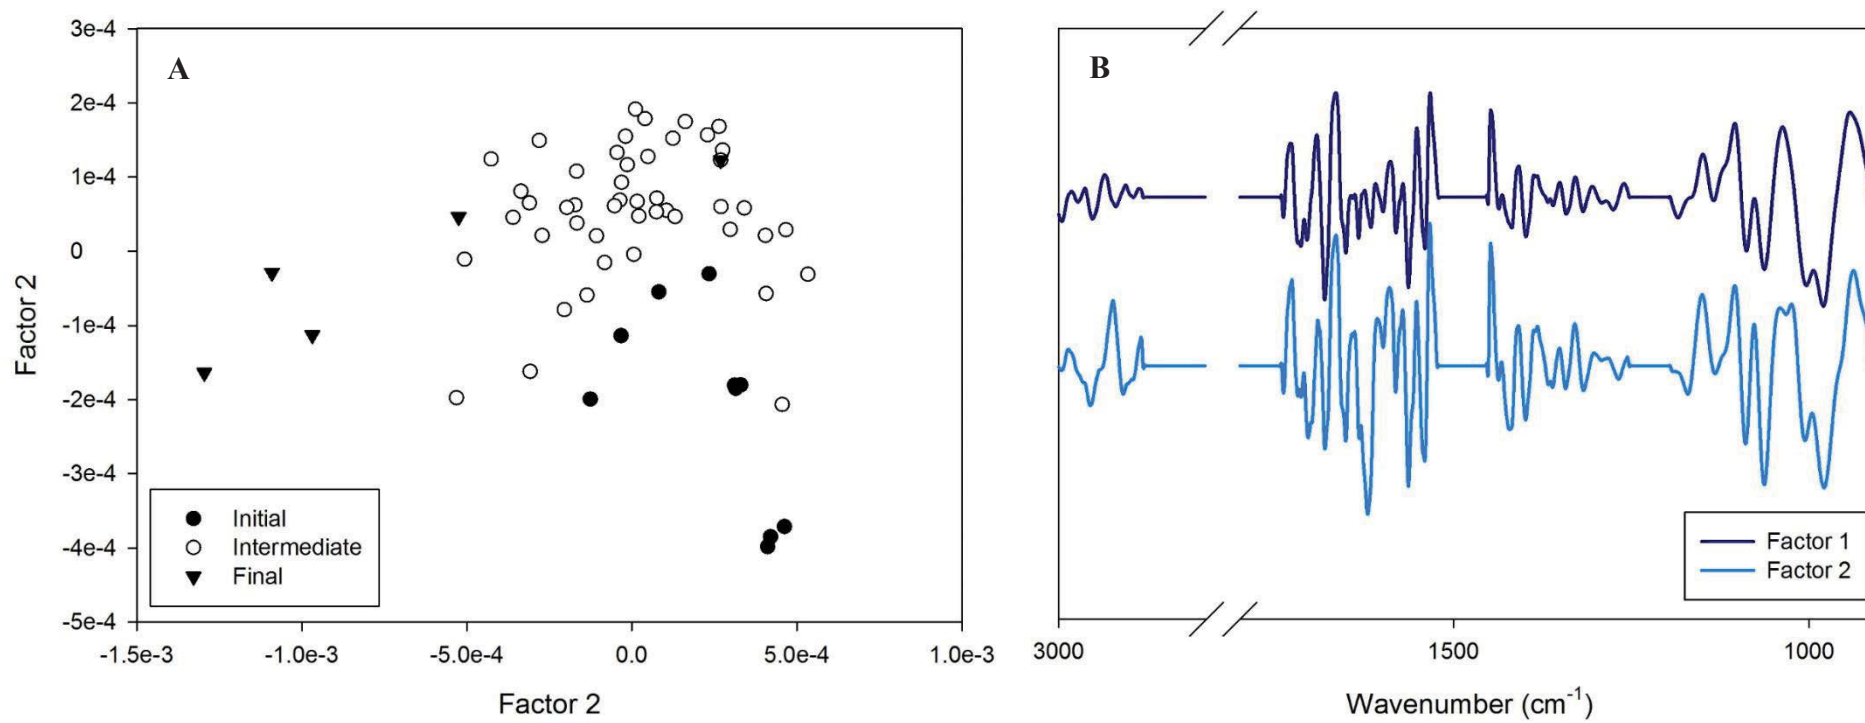 A
3e-4
2e-4
1e-4
0
-1e-4
-2e-4
-3e-4
-4e-4
-5e-4
Factor 2
Initial
Intermediate
Final
-1.5e-3 -1.0e-3 -5.0e-4 0.0 5.0e-4 1.0e-3
Factor 2
B
Factor 1
Factor 2
3000 1500 1000
Wavenumber (cm⁻¹)